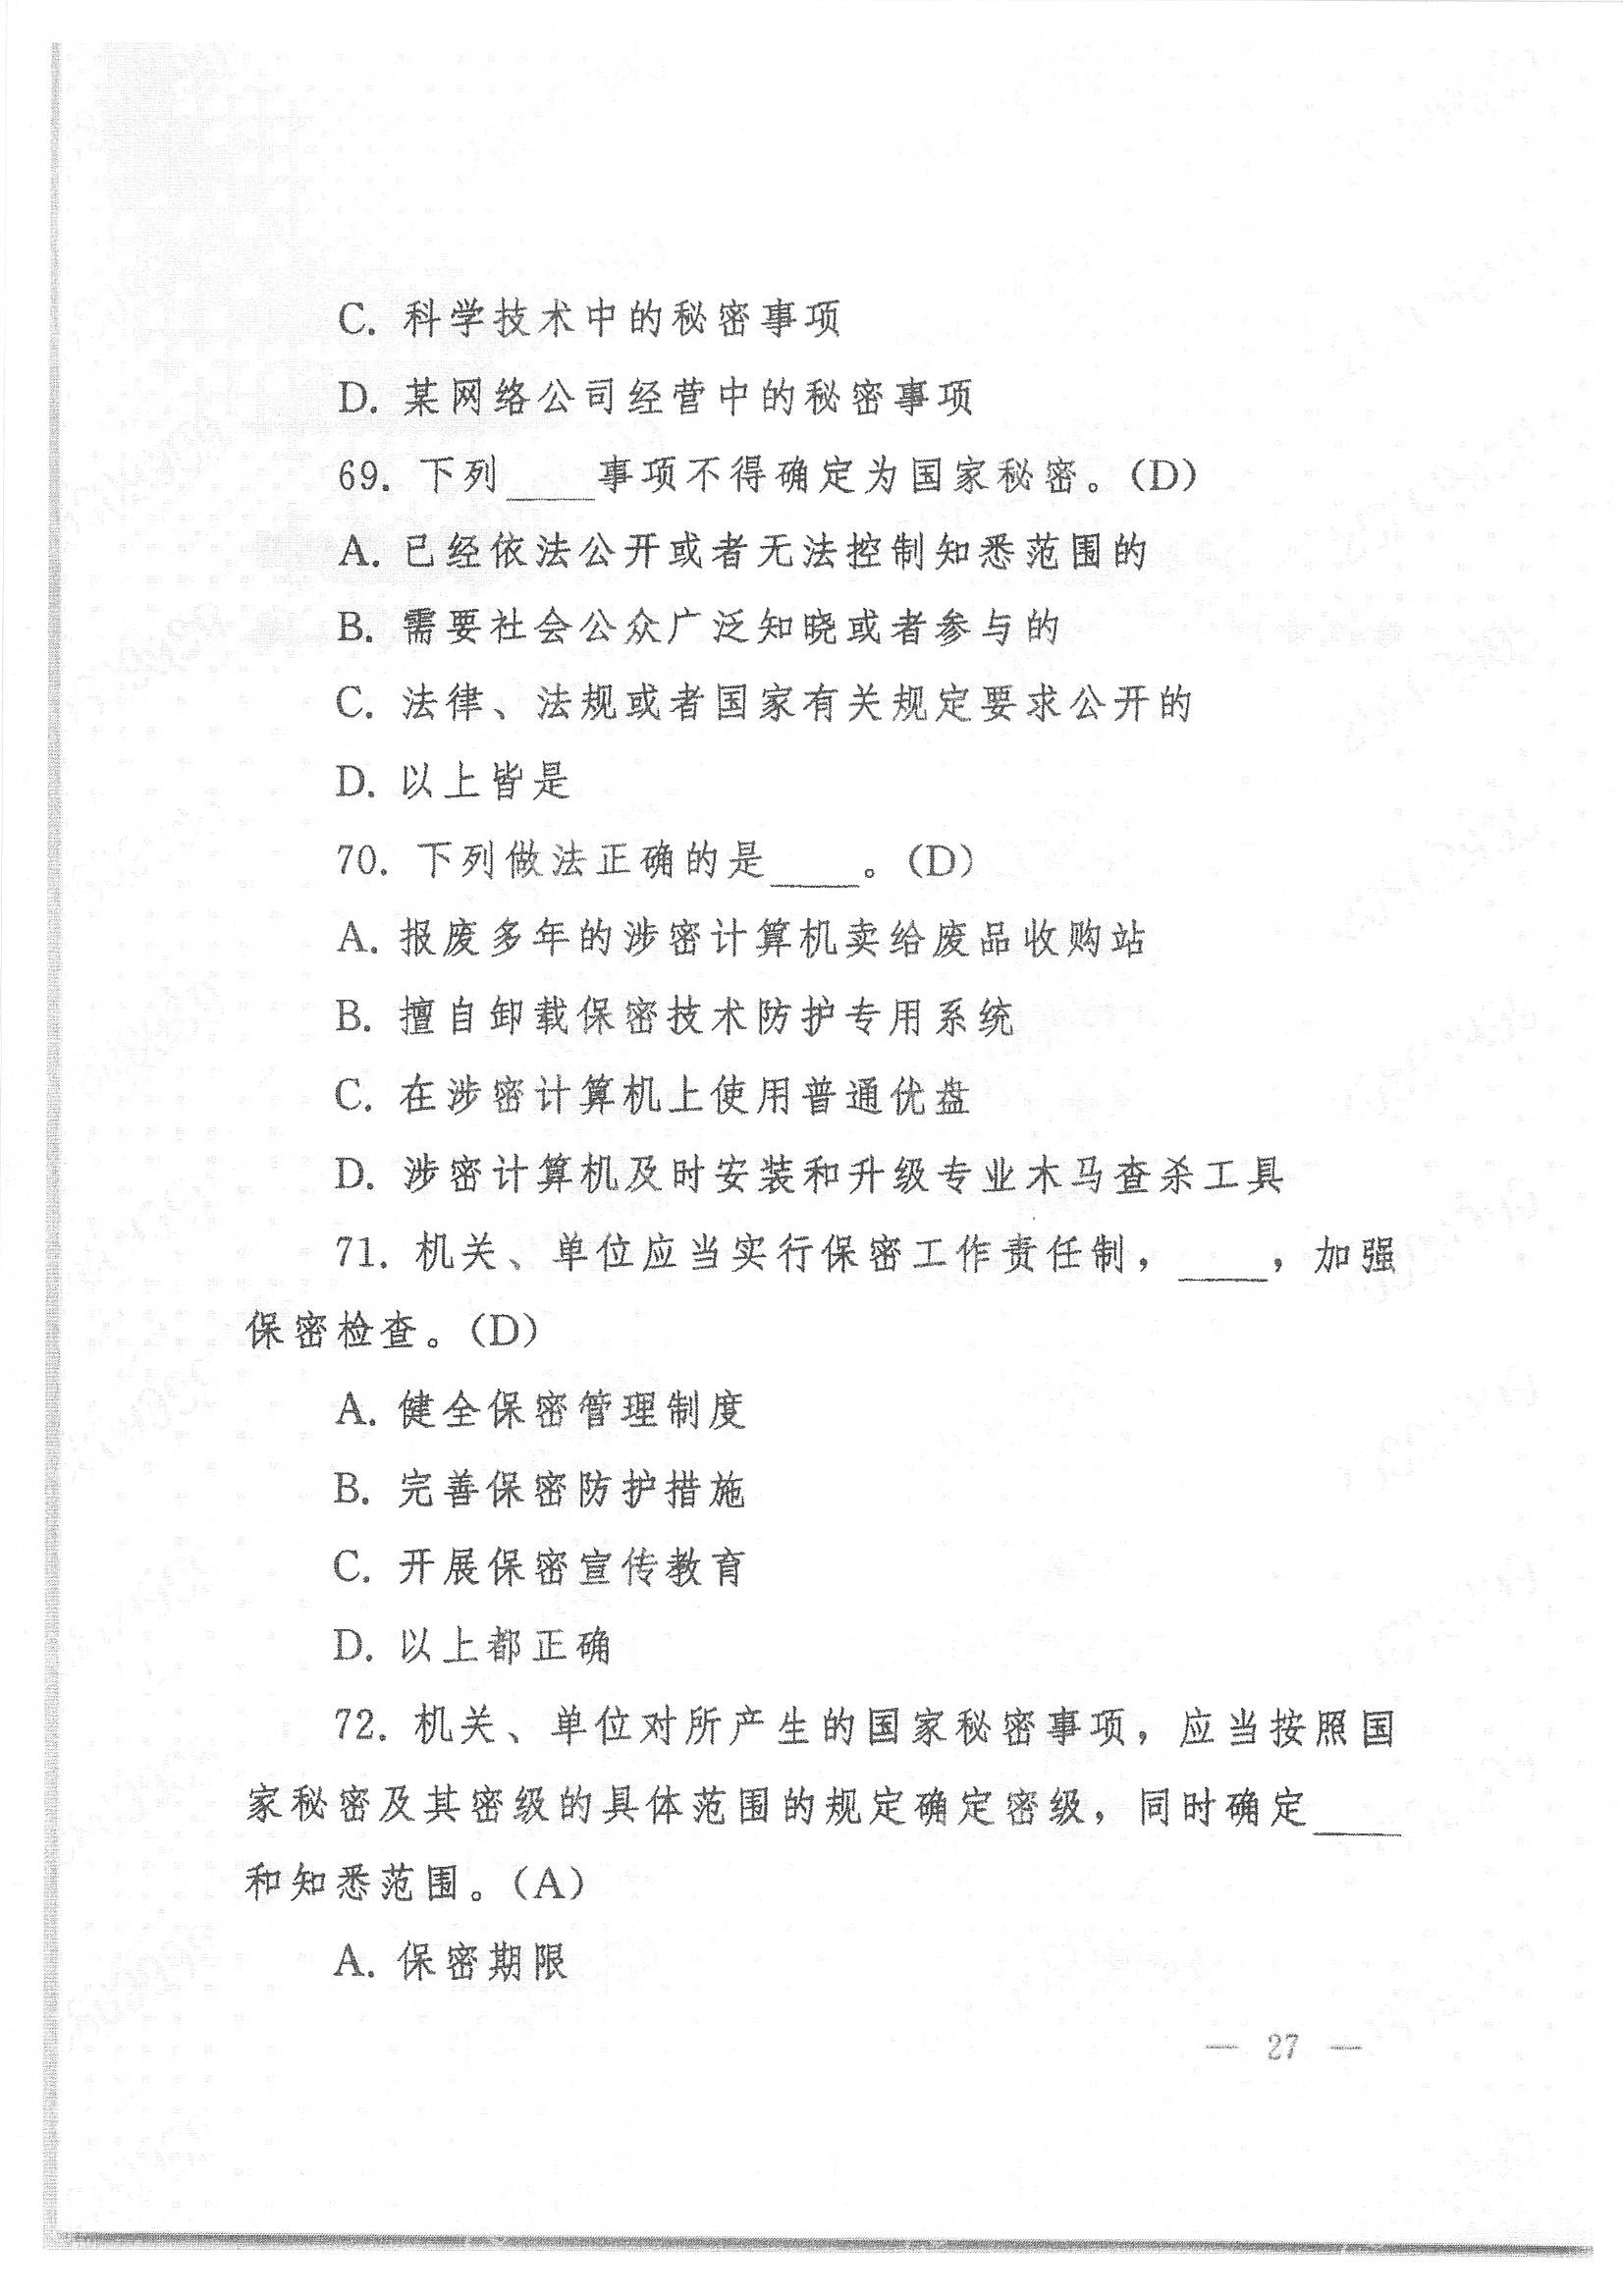 C. 科学技术中的秘密事项
D. 某网络公司经营中的秘密事项
69. 下列____事项不得确定为国家秘密。(D)
A. 已经依法公开或者无法控制知悉范围的
B. 需要社会公众广泛知晓或者参与的
C. 法律、法规或者国家有关规定要求公开的
D. 以上皆是
70. 下列做法正确的是____。(D)
A. 报废多年的涉密计算机卖给废品收购站
B. 擅自卸载保密技术防护专用系统
C. 在涉密计算机上使用普通优盘
D. 涉密计算机及时安装和升级专业木马查杀工具
71. 机关、单位应当实行保密工作责任制，____，加强
保密检查。(D)
A. 健全保密管理制度
B. 完善保密防护措施
C. 开展保密宣传教育
D. 以上都正确
72. 机关、单位对所产生的国家秘密事项，应当按照国
家秘密及其密级的具体范围的规定确定密级，同时确定____
和知悉范围。(A)
A. 保密期限
— 27 —